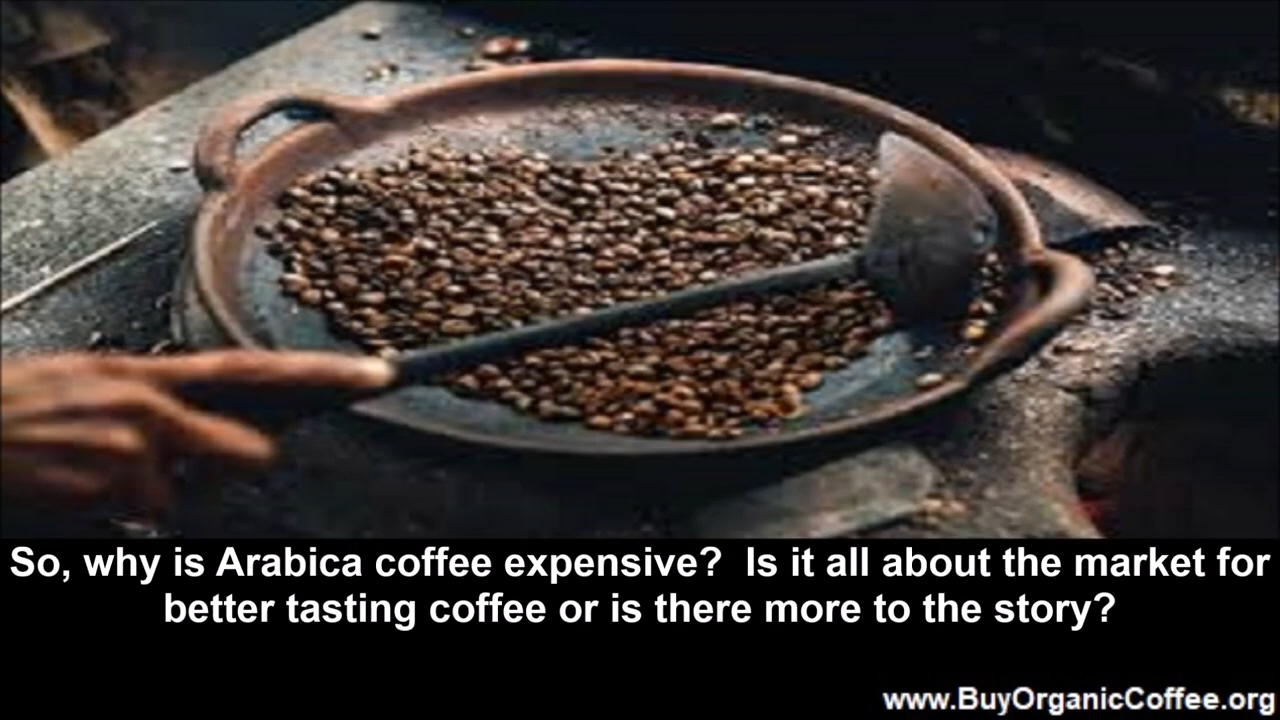 So, why is Arabica coffee expensive?  Is it all about the market for
better tasting coffee or is there more to the story?
www.BuyOrganicCoffee.org